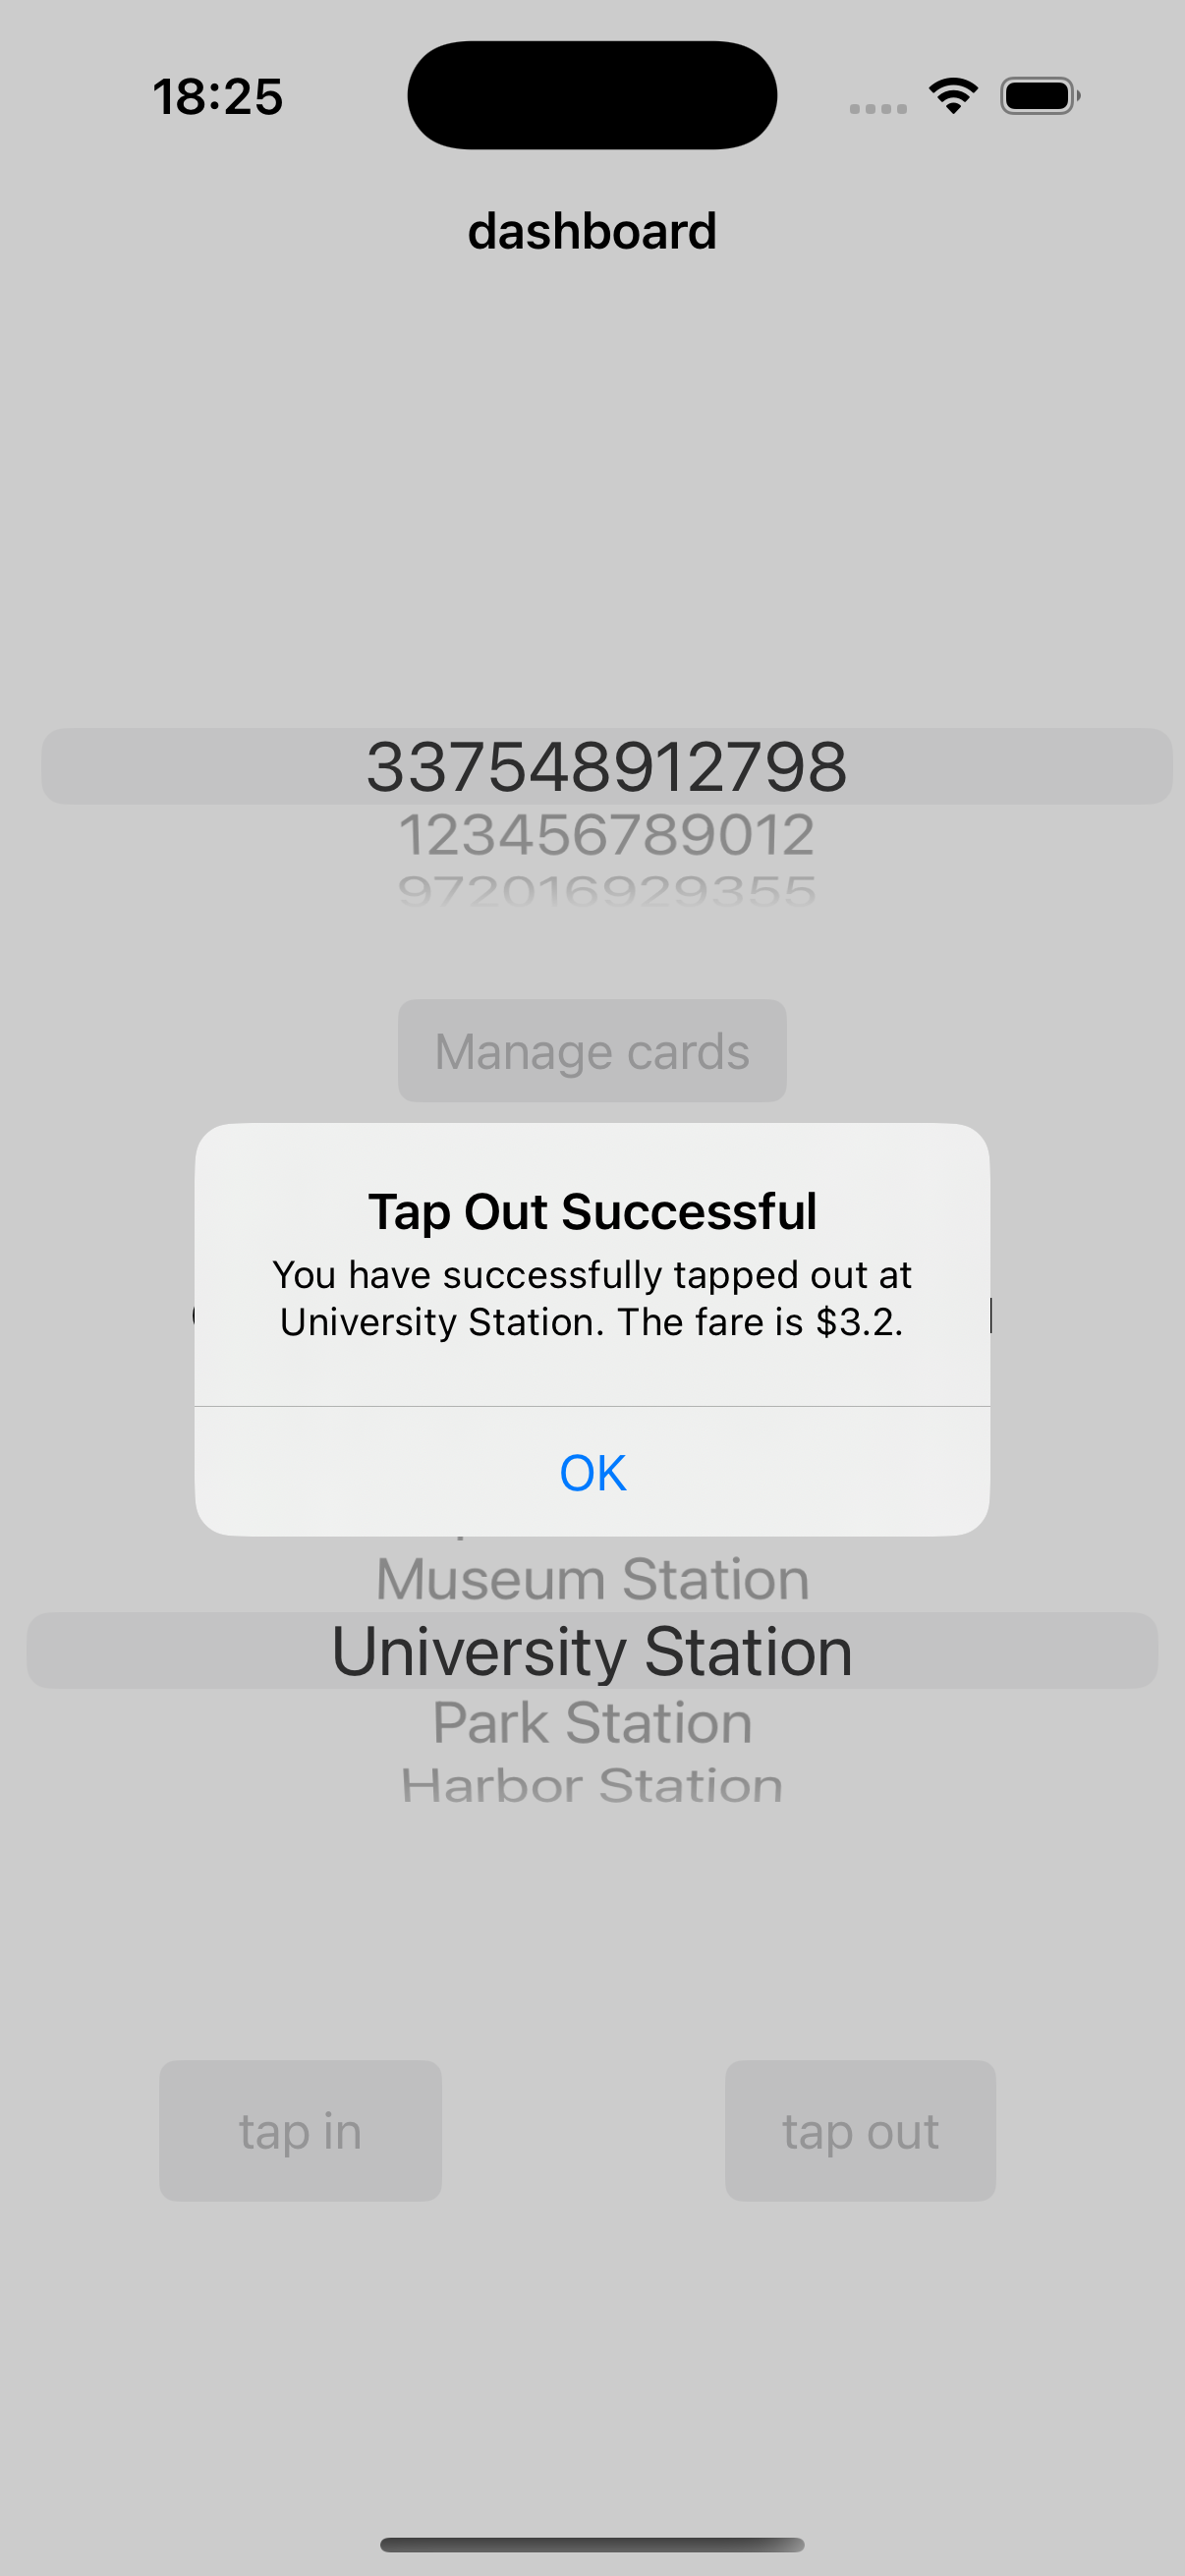 18:25
dashboard
337548912798
123456789012
972016929355
Manage cards
Tap Out Successful
You have successfully tapped out at
University Station. The fare is $3.2.
OK
Museum Station
University Station
Park Station
Harbor Station
tap in
tap out